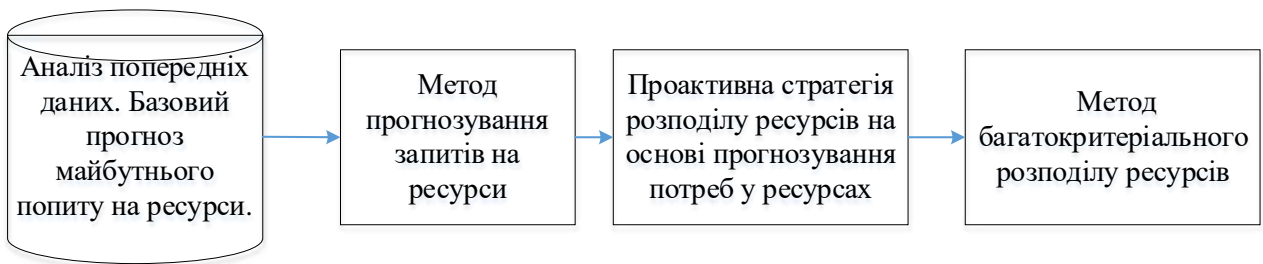 Аналіз попередніх
даних. Базовий
прогноз
майбутнього
попиту на ресурси.
Метод
прогнозування
запитів на
ресурси
Проактивна стратегія
розподілу ресурсів на
основі прогнозування
потреб у ресурсах
Метод
багатокритеріального
розподілу ресурсів